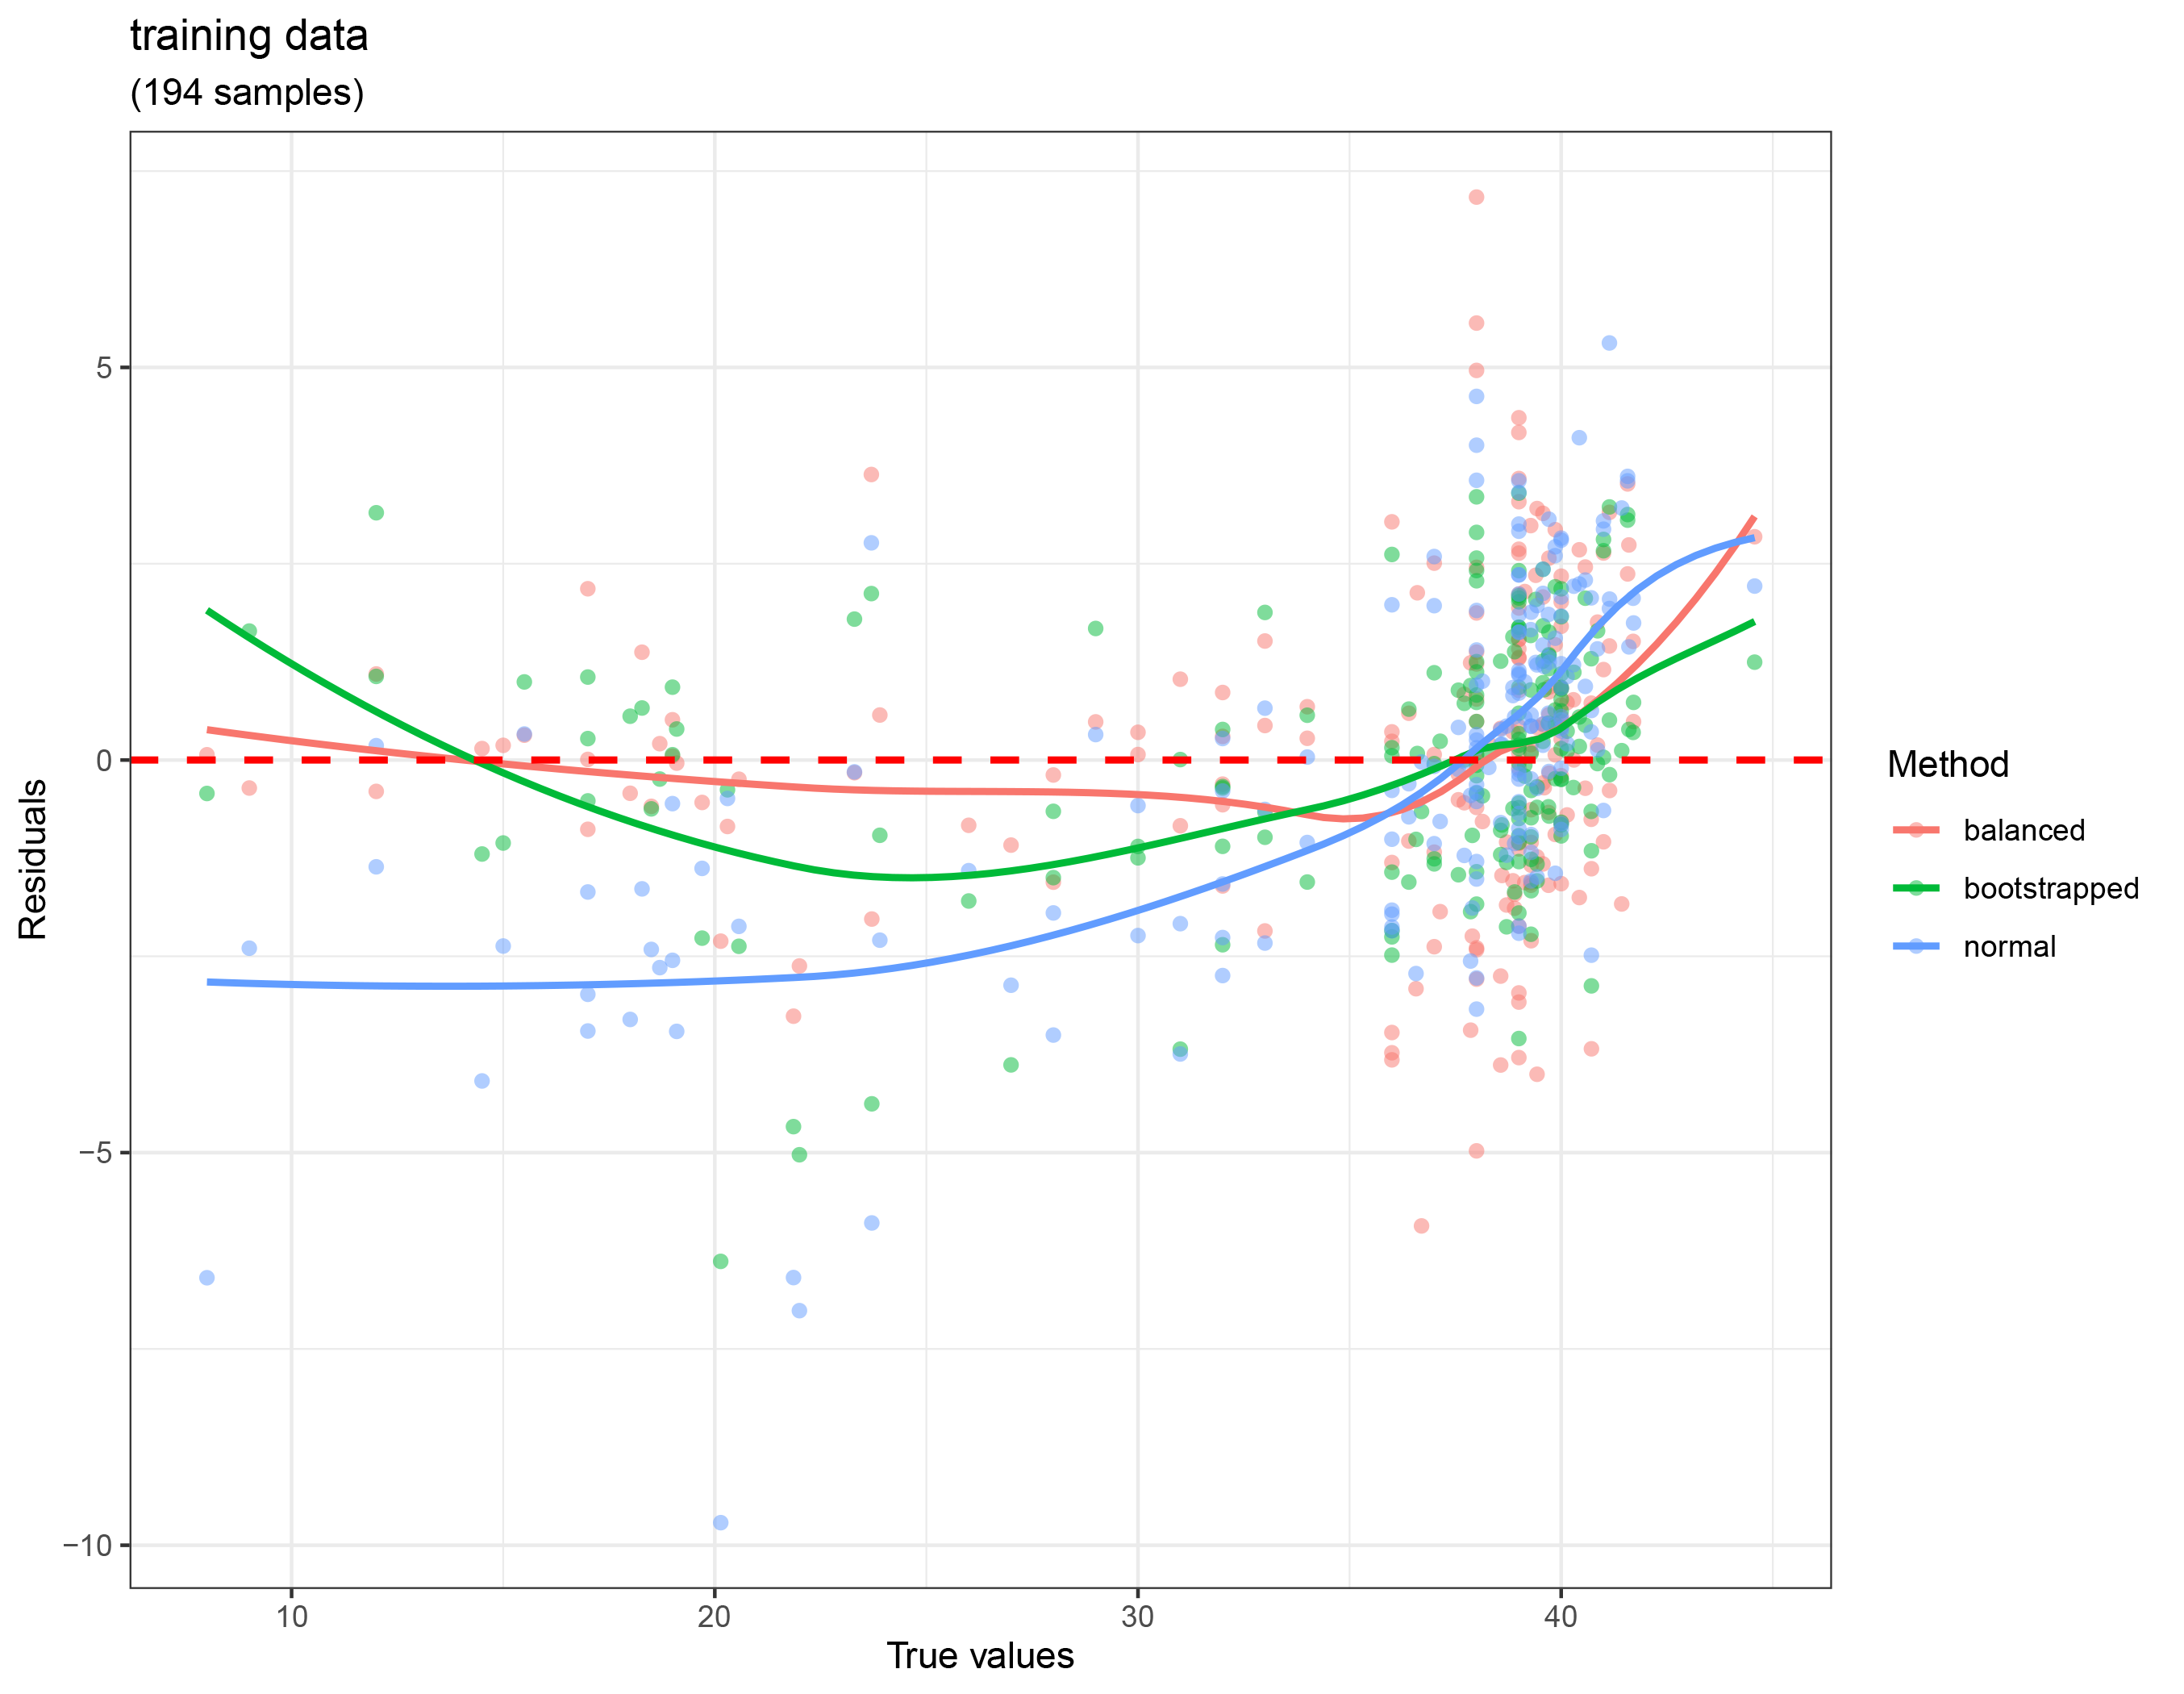 training data
(194 samples)
Residuals
5
0
−5
−10
10 20 30 40
True values
Method
balanced
bootstrapped
normal